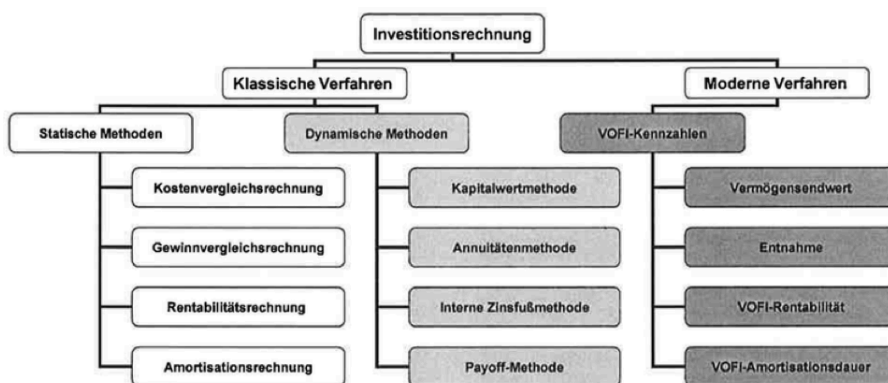 Investitionsrechnung
Klassische Verfahren
Moderne Verfahren
Statische Methoden
Dynamische Methoden
VOFI-Kennzahlen
Kostenvergleichsrechnung
Kapitalwertmethode
Vermögensendwert
Gewinnvergleichsrechnung
Annuitätenmethode
Entnahme
Rentabilitätsrechnung
Interne Zinsfußmethode
VOFI-Rentabilität
Amortisationsrechnung
Payoff-Methode
VOFI-Amortisationsdauer